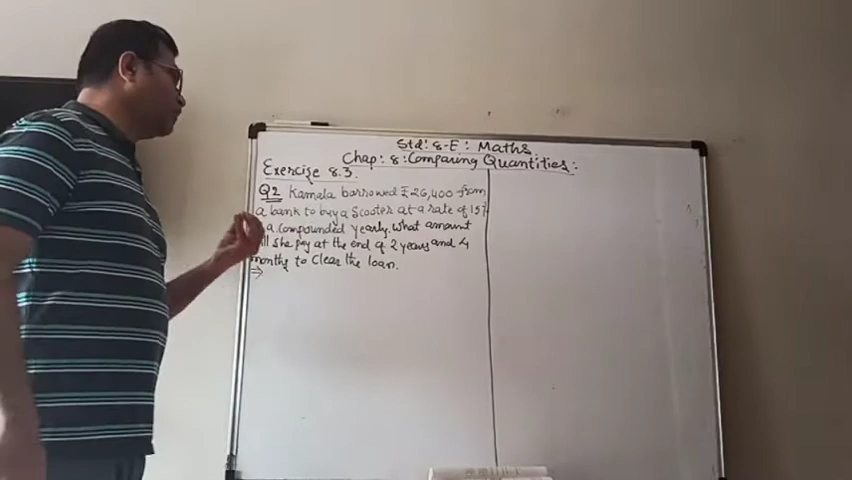 Std: 8-E: Maths
Chap: 8: Comparing Quantities:
Exercise 8.3
Q2 Kamala borrowed ₹26,400 from
a bank to buy a Scooter at a rate of 15%
a. compounded yearly. What amount
ill She pay at the end of 2 years and 4
months to Clear the loan.
⇒